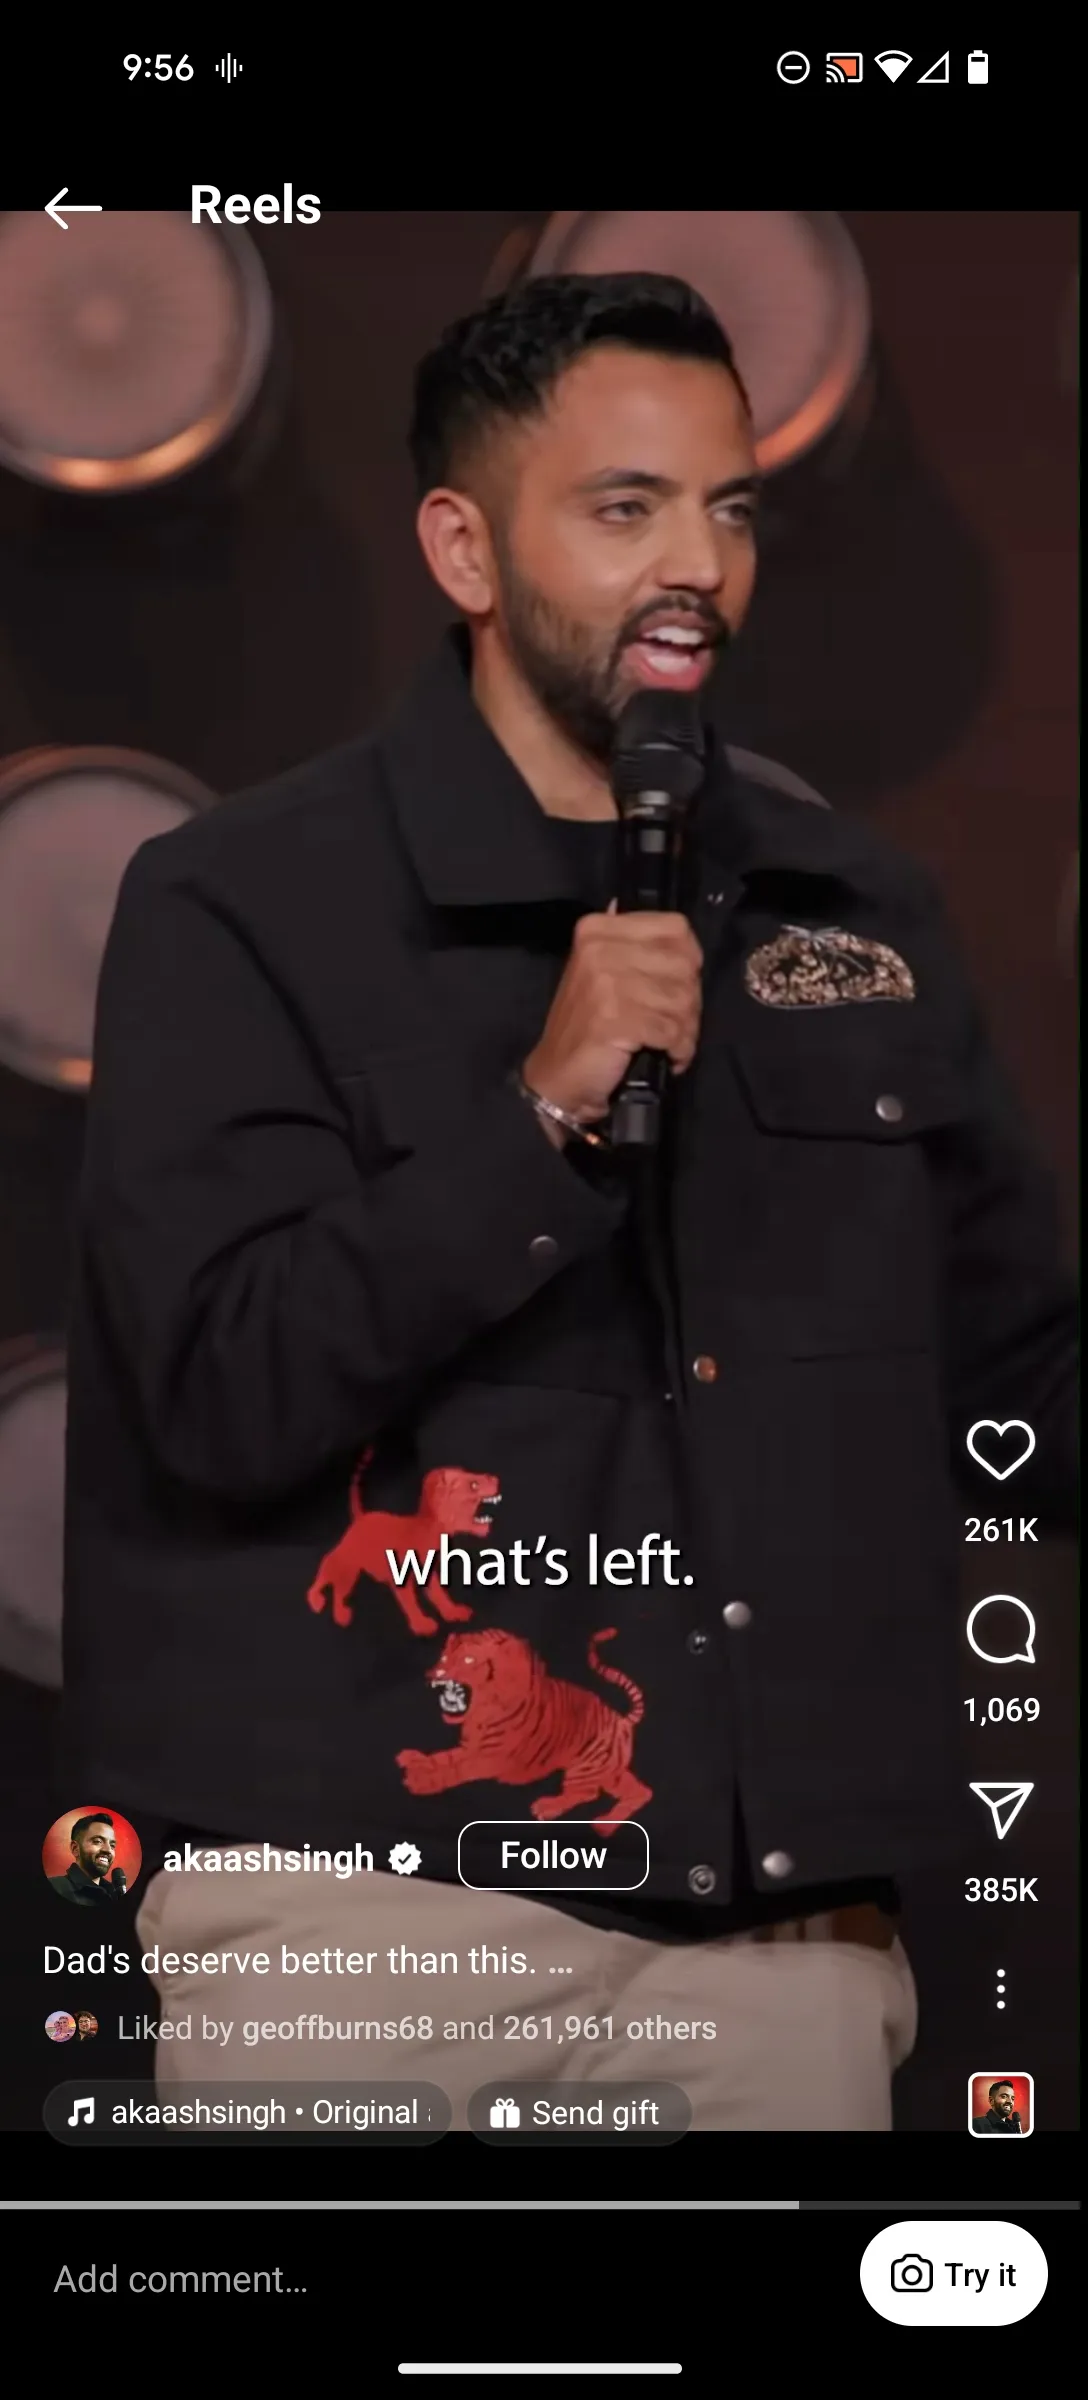 9:56
Reels
what's left.
261K
1,069
385K
akaashsingh
Follow
Dad's deserve better than this. ...
Liked by geoffburns68 and 261,961 others
akaashsingh • Original
Send gift
Add comment...
Try it